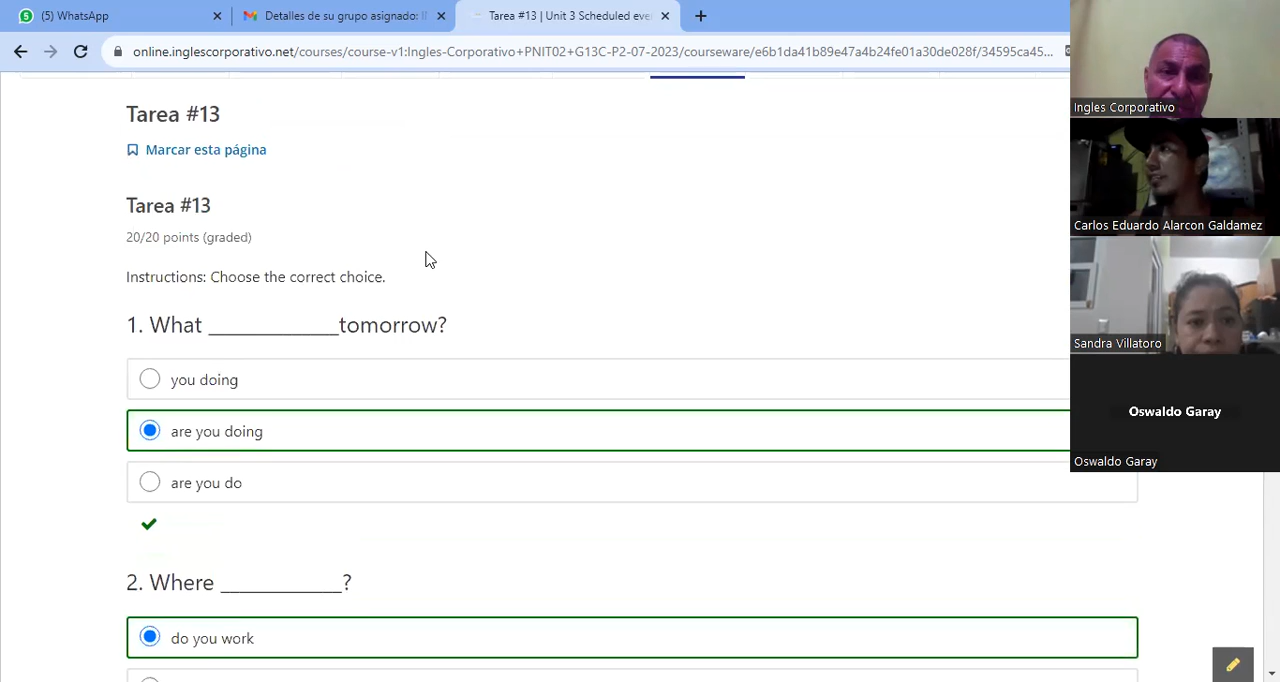 5 (5) WhatsApp
Detalles de su grupo asignado: I
Tarea #13 | Unit 3 Scheduled eve
online.inglescorporativo.net/courses/course-v1:Ingles-Corporativo+PNIT02+G13C-P2-07-2023/courseware/e6b1da41b89e47a4b24fe01a30de028f/34595ca45...
Tarea #13
Marcar esta página
Tarea #13
20/20 points (graded)
Instructions: Choose the correct choice.
1. What ______________tomorrow?
you doing
are you doing
are you do
2. Where _____________?
do you work
Ingles Corporativo
Carlos Eduardo Alarcon Galdamez
Sandra Villatoro
Oswaldo Garay
Oswaldo Garay